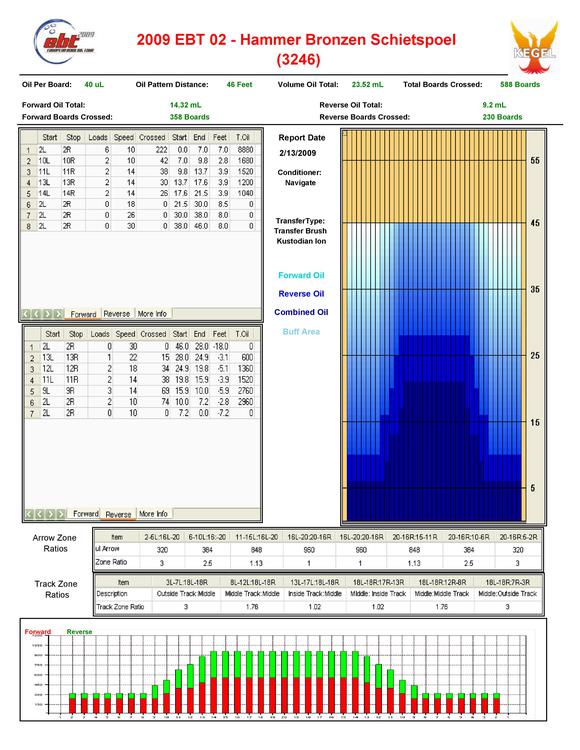 ebt 2009
EUROPEAN BOWLING TOUR
2009 EBT 02 - Hammer Bronzen Schietspoel
(3246)
KEGEL
Oil Per Board: 40 uL Oil Pattern Distance: 46 Feet Volume Oil Total: 23.52 mL Total Boards Crossed: 588 Boards
Forward Oil Total: 14.32 mL Reverse Oil Total: 9.2 mL
Forward Boards Crossed: 358 Boards Reverse Boards Crossed: 230 Boards
Start Stop Loads Speed Crossed Start End Feet T.Oil
1 2L 2R 6 10 222 0.0 7.0 7.0 8880
2 10L 10R 2 10 42 7.0 9.8 2.8 1680
3 11L 11R 2 14 38 9.8 13.7 3.9 1520
4 13L 13R 2 14 30 13.7 17.6 3.9 1200
5 14L 14R 2 14 26 17.6 21.5 3.9 1040
6 2L 2R 0 18 0 21.5 30.0 8.5 0
7 2L 2R 0 26 0 30.0 38.0 8.0 0
8 2L 2R 0 30 0 38.0 46.0 8.0 0
Forward Reverse More Info
Start Stop Loads Speed Crossed Start End Feet T.Oil
1 2L 2R 0 30 0 46.0 28.0 -18.0 0
2 13L 13R 1 22 15 28.0 24.9 -3.1 600
3 12L 12R 2 18 34 24.9 19.8 -5.1 1360
4 11L 11R 2 14 38 19.8 15.9 -3.9 1520
5 9L 9R 3 14 69 15.9 10.0 -5.9 2760
6 2L 2R 2 10 74 10.0 7.2 -2.8 2960
7 2L 2R 0 10 0 7.2 0.0 -7.2 0
Forward Reverse More Info
Report Date
2/13/2009
Conditioner:
Navigate
TransferType:
Transfer Brush
Kustodian Ion
Forward Oil
Reverse Oil
Combined Oil
Buff Area
55
45
35
25
15
5
Arrow Zone
Ratios
Item 2-5L:16L-20 6-10L:16L-20 11-15L:16L-20 16L-20:20-16R 16L-20:20-16R 20-16R:15-11R 20-16R:10-6R 20-16R:5-2R
ul Arrow 320 384 848 960 960 848 384 320
Zone Ratio 3 2.5 1.13 1 1 1.13 2.5 3
Track Zone
Ratios
Item 3L-7L:18L-18R 8L-12L:18L-18R 13L-17L:18L-18R 18L-18R:17R-13R 18L-18R:12R-8R 18L-18R:7R-3R
Description Outside Track:Middle Middle Track:Middle Inside Track:Middle Middle: Inside Track Middle:Middle Track Middle:Outside Track
Track Zone Ratio 3 1.76 1.02 1.02 1.76 3
Forward Reverse